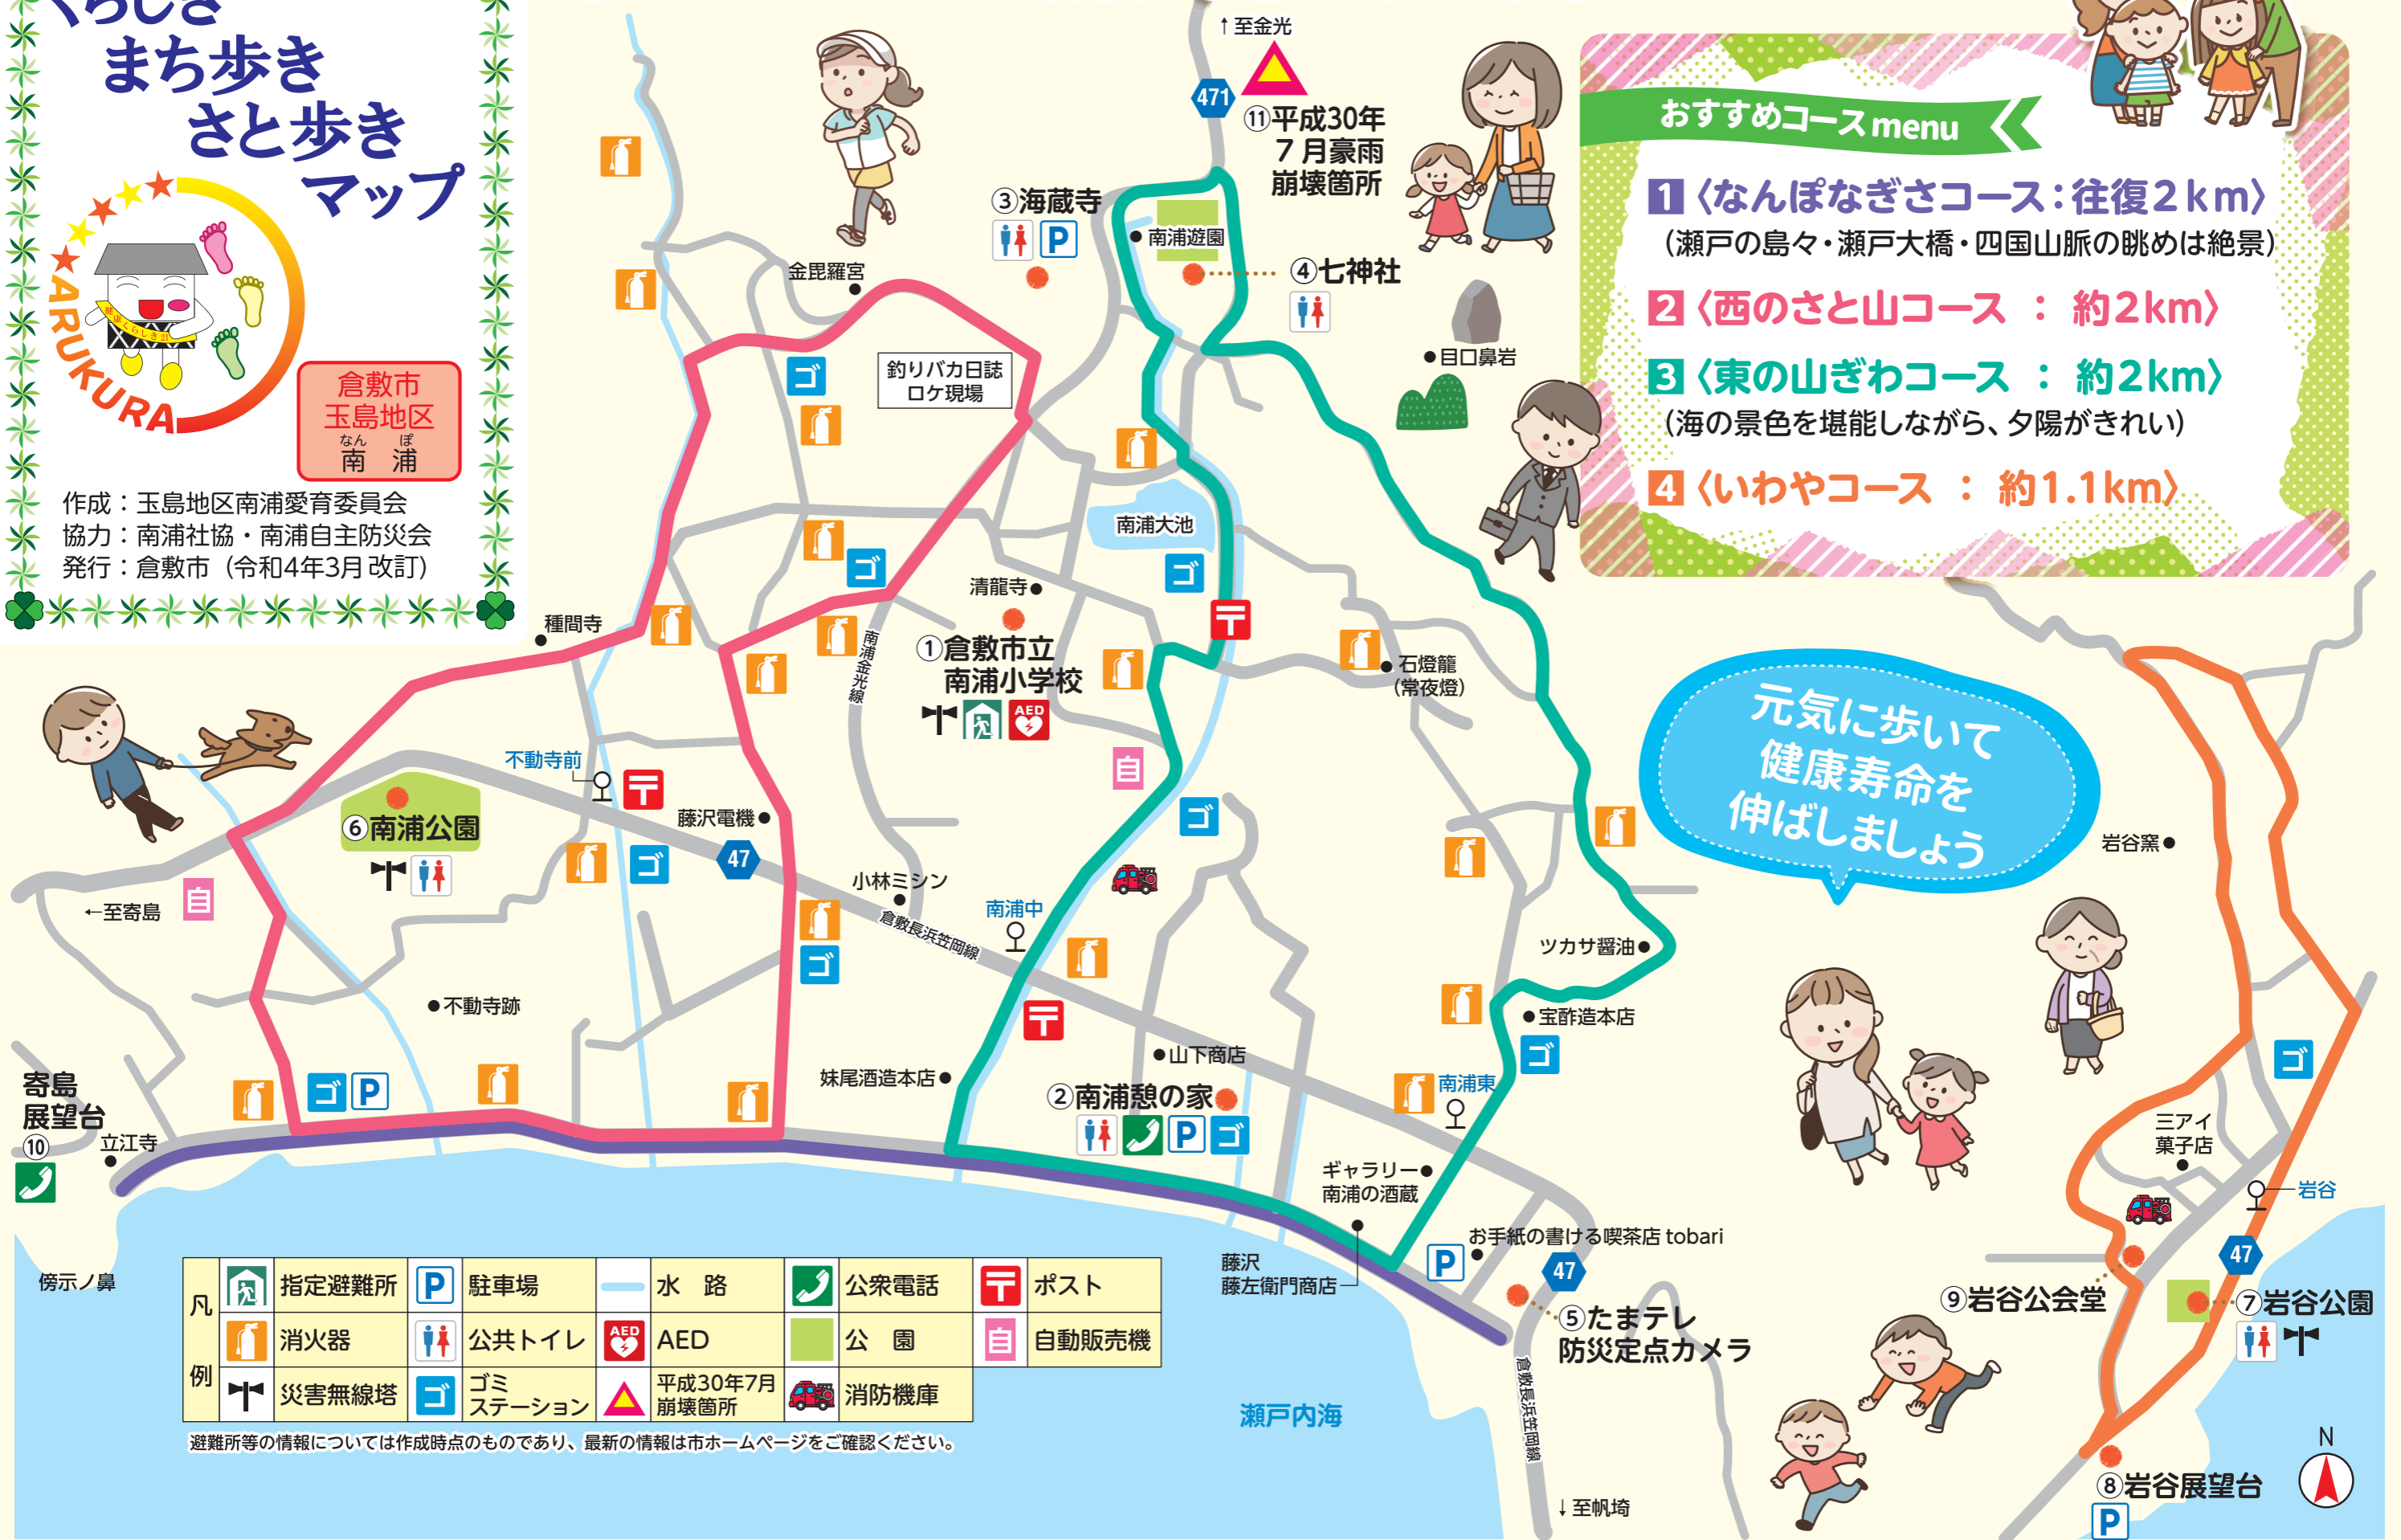 くらしき
まち歩き
さと歩き
マップ
ARUKURA
健康くらしき21
倉敷市
玉島地区
なん ぽ
南 浦
作成：玉島地区南浦愛育委員会
協力：南浦社協・南浦自主防災会
発行：倉敷市（令和4年3月改訂）
↑至金光
471
⑪平成30年
7月豪雨
崩壊箇所
③海蔵寺
P
南浦遊園
④七神社
金毘羅宮
釣りバカ日誌
ロケ現場
目口鼻岩
おすすめコースmenu
1〈なんぽなぎさコース：往復2km〉
（瀬戸の島々・瀬戸大橋・四国山脈の眺めは絶景）
2〈西のさと山コース ： 約2km〉
3〈東の山ぎわコース ： 約2km〉
（海の景色を堪能しながら、夕陽がきれい）
4〈いわやコース ： 約1.1km〉
ゴ
南浦大池
ゴ
ゴ
清龍寺
種間寺
①倉敷市立
南浦小学校
AED
南浦金光線
石燈籠
（常夜燈）
元気に歩いて
健康寿命を
伸ばしましょう
自
不動寺前
⑥南浦公園
藤沢電機
47
ゴ
ゴ
小林ミシン
南浦中
倉敷長浜笠岡線
岩谷窯
自
←至寄島
ゴ
ツカサ醤油
不動寺跡
宝酢造本店
ゴ
山下商店
ゴ
妹尾酒造本店
②南浦憩の家
P
ゴ
南浦東
寄島
展望台
⑩
立江寺
ゴ
P
三アイ
菓子店
岩谷
ギャラリー
南浦の酒蔵
お手紙の書ける喫茶店 tobari
P
47
藤沢
藤左衛門商店
47
傍示ノ鼻
⑤たまテレ
防災定点カメラ
⑨岩谷公会堂
⑦岩谷公園
凡例
指定避難所
P
駐車場
水 路
公衆電話
ポスト
消火器
公共トイレ
AED
AED
公 園
自
自動販売機
災害無線塔
ゴ
ゴミ
ステーション
平成30年7月
崩壊箇所
消防機庫
避難所等の情報については作成時点のものであり、最新の情報は市ホームページをご確認ください。
瀬戸内海
倉敷長浜笠岡線
↓至帆埼
⑧岩谷展望台
P
N